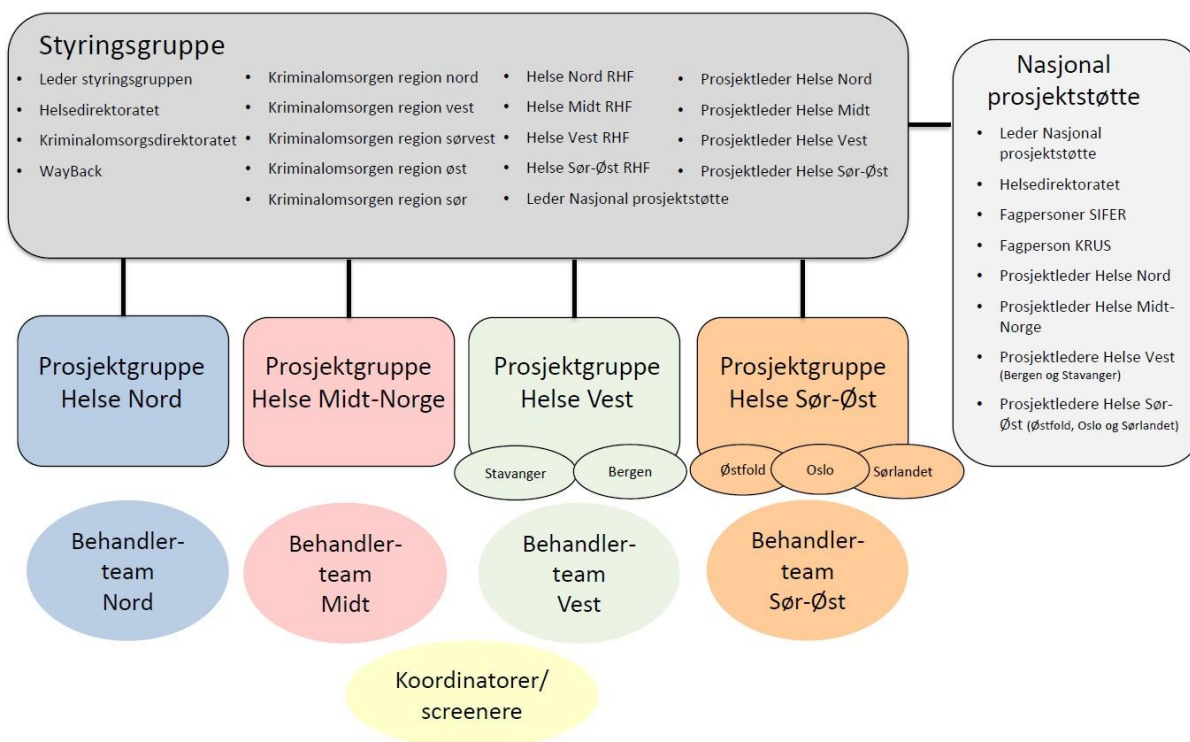 Styringsgruppe
• Leder styringsgruppen
• Helsedirektoratet
• Kriminalomsorgsdirektoratet
• WayBack
• Kriminalomsorgen region nord
• Kriminalomsorgen region vest
• Kriminalomsorgen region sørvest
• Kriminalomsorgen region øst
• Kriminalomsorgen region sør
• Helse Nord RHF
• Helse Midt RHF
• Helse Vest RHF
• Helse Sør-Øst RHF
• Leder Nasjonal prosjektstøtte
• Prosjektleder Helse Nord
• Prosjektleder Helse Midt
• Prosjektleder Helse Vest
• Prosjektleder Helse Sør-Øst
Nasjonal
prosjektstøtte
• Leder Nasjonal
prosjektstøtte
• Helsedirektoratet
• Fagpersoner SIFER
• Fagperson KRUS
• Prosjektleder Helse Nord
• Prosjektleder Helse Midt-
Norge
• Prosjektledere Helse Vest
(Bergen og Stavanger)
• Prosjektledere Helse Sør-
Øst (Østfold, Oslo og Sørlandet)
Prosjektgruppe
Helse Nord
Prosjektgruppe
Helse Midt-Norge
Prosjektgruppe
Helse Vest
Prosjektgruppe
Helse Sør-Øst
Stavanger
Bergen
Østfold
Oslo
Sørlandet
Behandler-
team
Nord
Behandler-
team
Midt
Behandler-
team
Vest
Behandler-
team
Sør-Øst
Koordinatorer/
screenere